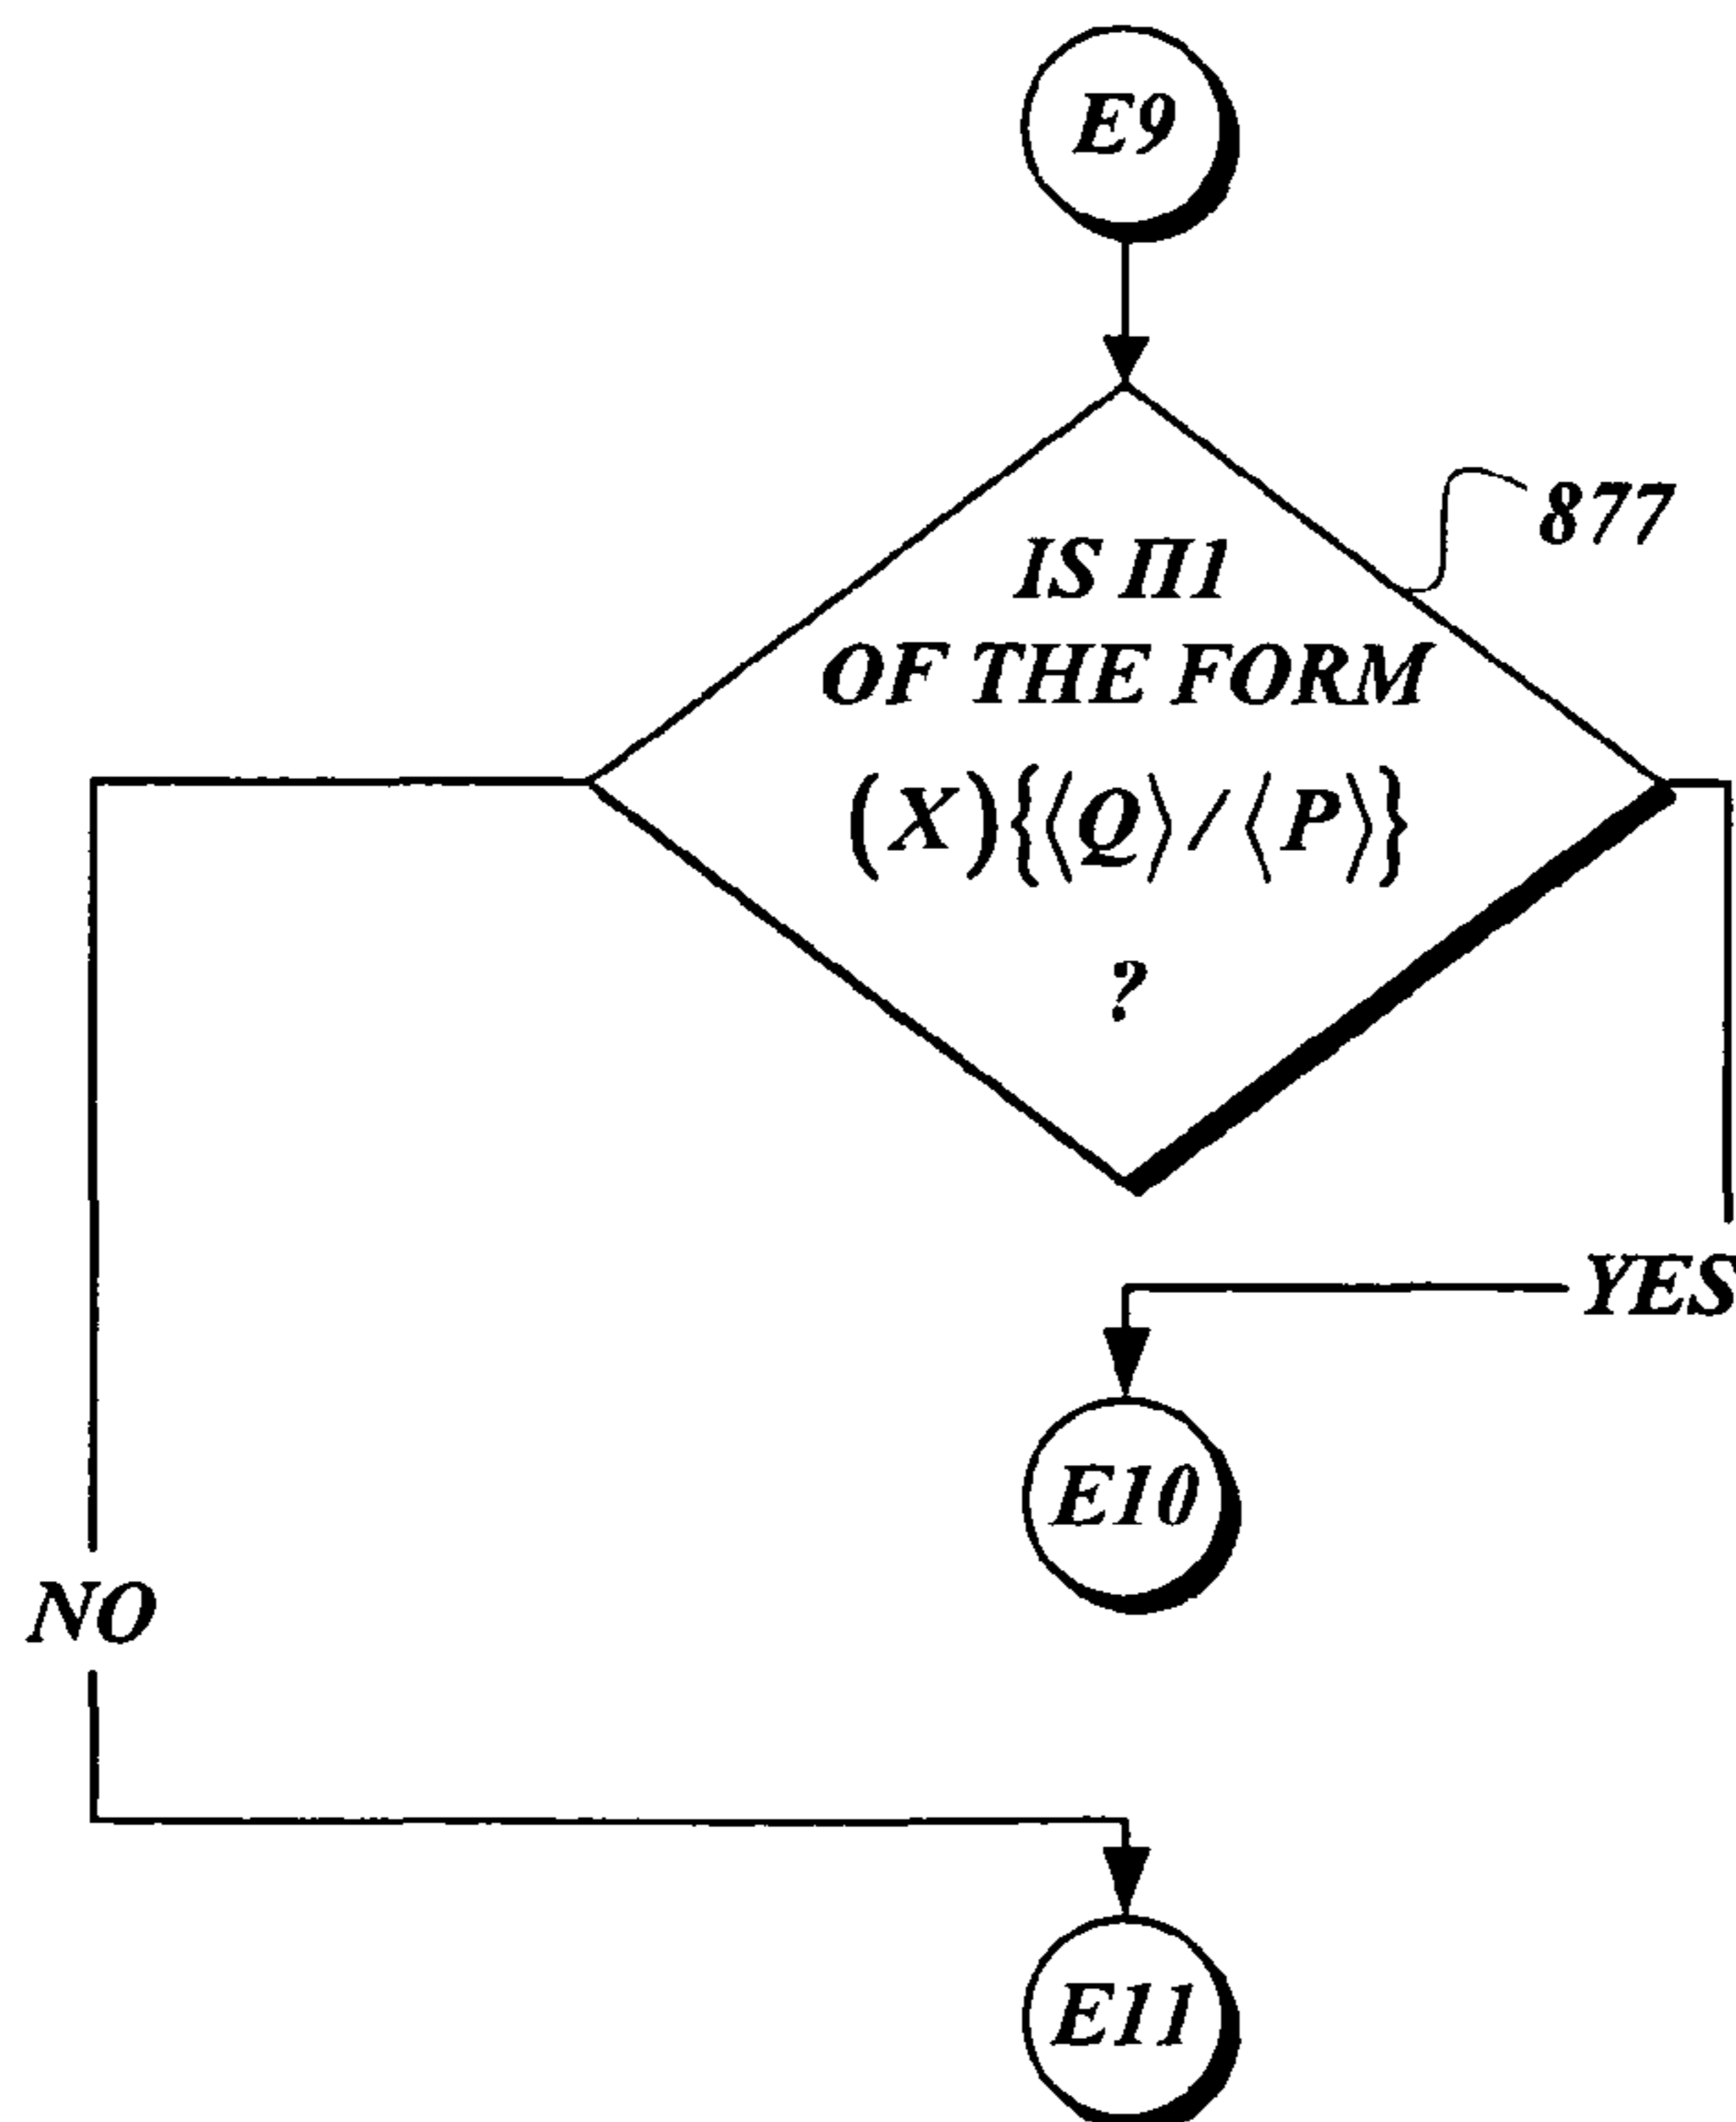 E9
877
IS Π1
OF THE FORM
(X){⟨Q⟩/⟨P⟩}
?
YES
E10
NO
E11